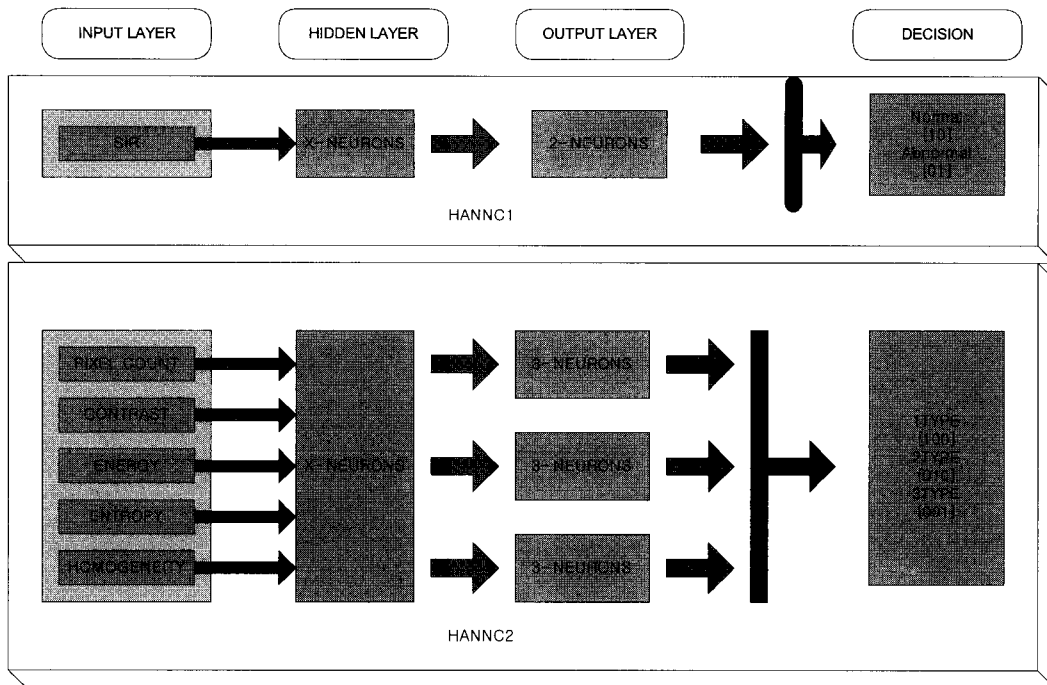 INPUT LAYER
HIDDEN LAYER
OUTPUT LAYER
DECISION
SIR
X-NEURONS
2-NEURONS
Normal
[10]
Abnormal
[01]
HANNC1
PIXEL COUNT
CONTRAST
ENERGY
ENTROPY
HOMOGENEITY
X-NEURONS
3-NEURONS
3-NEURONS
3-NEURONS
1TYPE
[100]
2TYPE
[010]
3TYPE
[001]
HANNC2